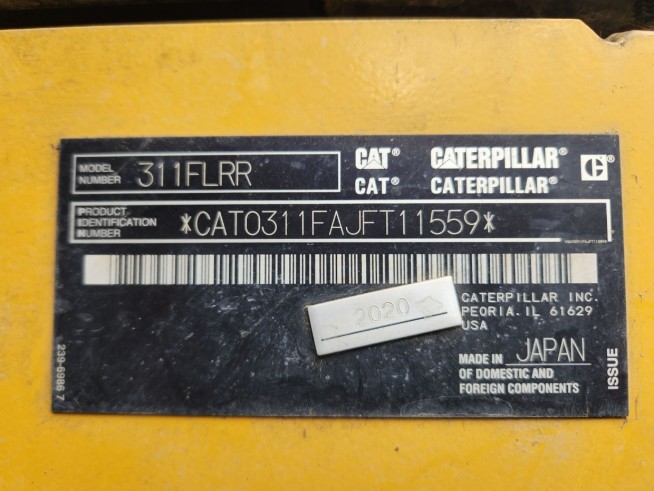 MODEL NUMBER 311FLRR
CAT® CATERPILLAR® C®
CAT® CATERPILLAR®
PRODUCT IDENTIFICATION NUMBER *CAT0311FAJFT11559*
2020
CATERPILLAR INC.
PEORIA. IL 61629
USA
MADE IN JAPAN
OF DOMESTIC AND
FOREIGN COMPONENTS
ISSUE
239-6986 7